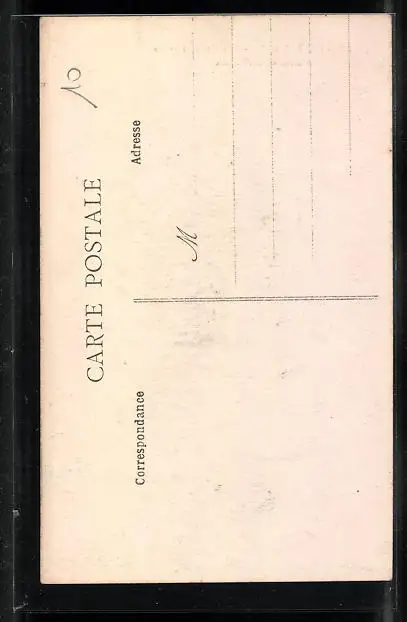 10
CARTE POSTALE
Correspondance
Adresse
M